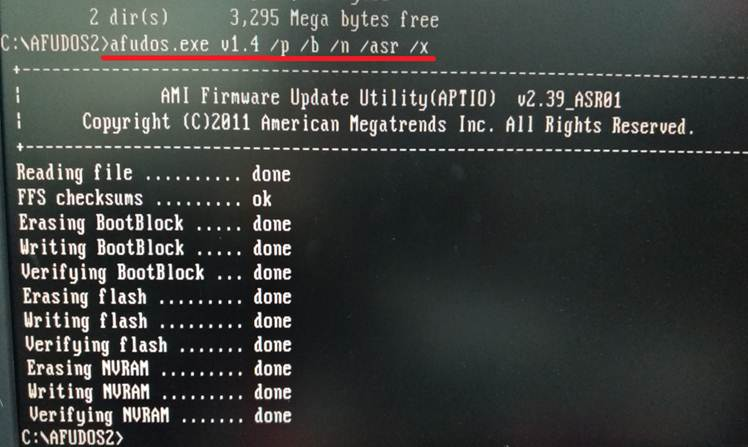 2 dir(s) 3,295 Mega bytes free
C:\AFUDOS2>afudos.exe v1.4 /p /b /n /asr /x
+------------------------------------------------------------
| AMI Firmware Update Utility(APTIO) v2.39_ASR01
| Copyright (C)2011 American Megatrends Inc. All Rights Reserved.
+------------------------------------------------------------
Reading file .......... done
FFS checksums ......... ok
Erasing BootBlock ..... done
Writing BootBlock ..... done
Verifying BootBlock ... done
Erasing flash ......... done
Writing flash ......... done
Verifying flash ....... done
Erasing NVRAM ......... done
Writing NVRAM ......... done
Verifying NVRAM ....... done
C:\AFUDOS2>